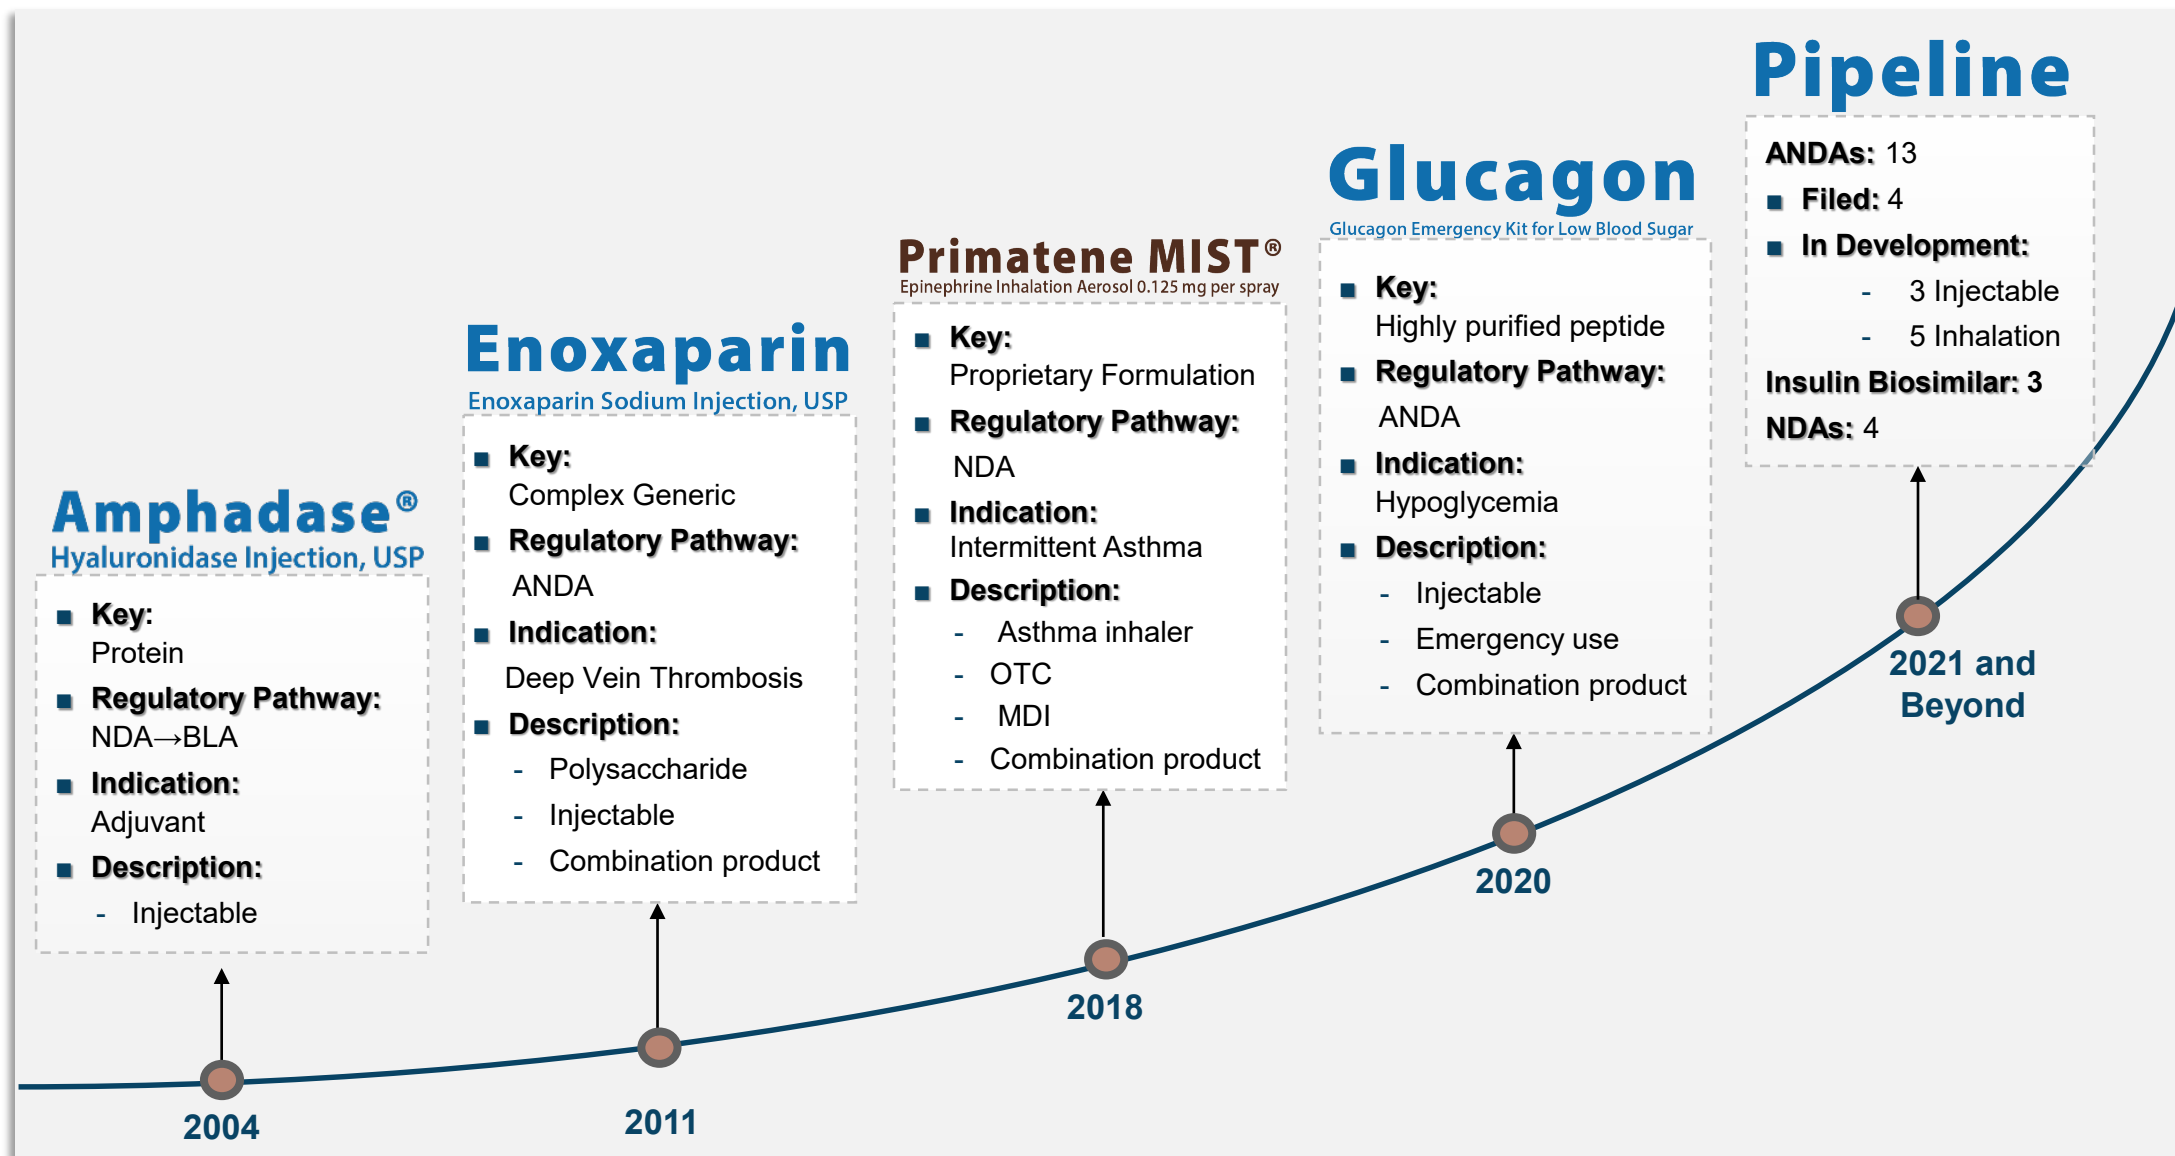 Amphadase®
Hyaluronidase Injection, USP
■ Key:
Protein
■ Regulatory Pathway:
NDA→BLA
■ Indication:
Adjuvant
■ Description:
- Injectable
2004
Enoxaparin
Enoxaparin Sodium Injection, USP
■ Key:
Complex Generic
■ Regulatory Pathway:
ANDA
■ Indication:
Deep Vein Thrombosis
■ Description:
- Polysaccharide
- Injectable
- Combination product
2011
Primatene MIST®
Epinephrine Inhalation Aerosol 0.125 mg per spray
■ Key:
Proprietary Formulation
■ Regulatory Pathway:
NDA
■ Indication:
Intermittent Asthma
■ Description:
- Asthma inhaler
- OTC
- MDI
- Combination product
2018
Glucagon
Glucagon Emergency Kit for Low Blood Sugar
■ Key:
Highly purified peptide
■ Regulatory Pathway:
ANDA
■ Indication:
Hypoglycemia
■ Description:
- Injectable
- Emergency use
- Combination product
2020
Pipeline
ANDAs: 13
■ Filed: 4
■ In Development:
- 3 Injectable
- 5 Inhalation
Insulin Biosimilar: 3
NDAs: 4
2021 and
Beyond